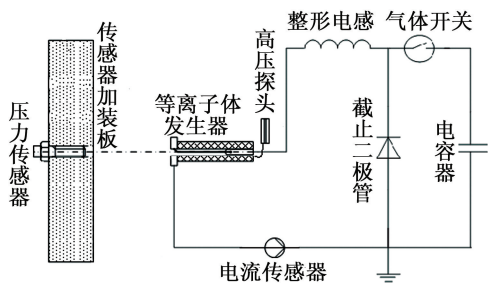 压力传感器
传感器加装板
等离子体
发生器
高压探头
整形电感
气体开关
截止二极管
电容器
电流传感器